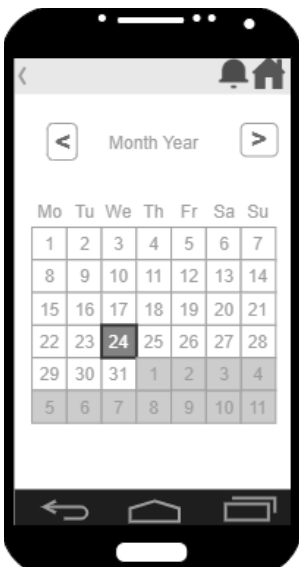 < Month Year >
Mo Tu We Th Fr Sa Su
1 2 3 4 5 6 7
8 9 10 11 12 13 14
15 16 17 18 19 20 21
22 23 24 25 26 27 28
29 30 31 1 2 3 4
5 6 7 8 9 10 11